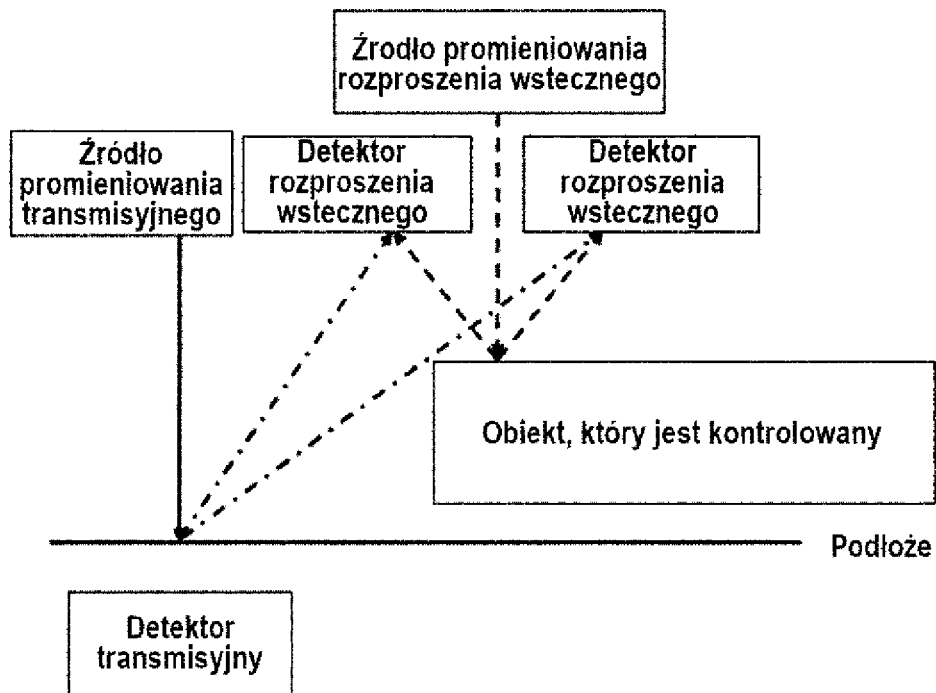 Źrodło promieniowania
rozproszenia wstecznego
Źródło
promieniowania
transmisyjnego
Detektor
rozproszenia
wstecznego
Detektor
rozproszenia
wstecznego
Obiekt, który jest kontrolowany
Podłoże
Detektor
transmisyjny